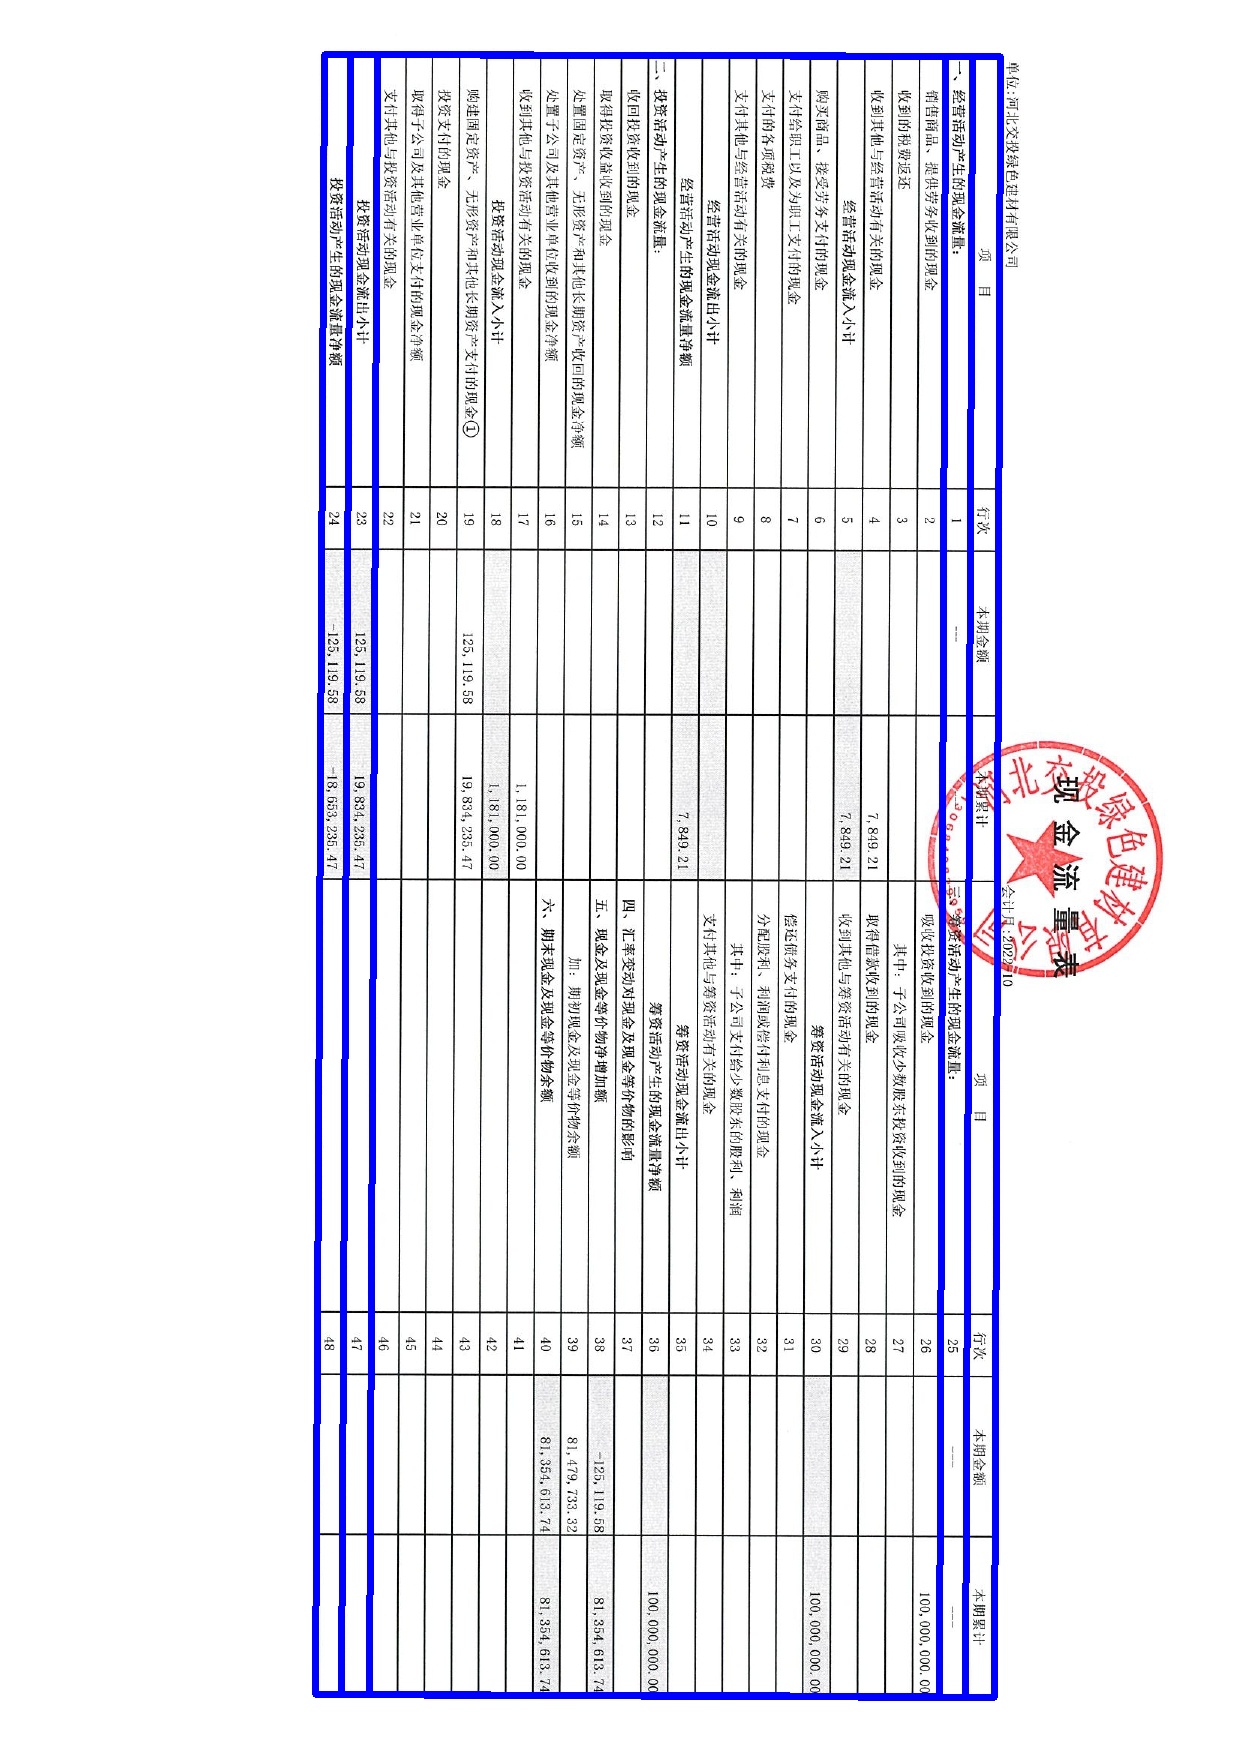 现 金 流 量 表
单位:河北交投绿色建材有限公司 会计月:2022-10
项 目 行次 本期金额 本期累计 项 目 行次 本期金额 本期累计
一、经营活动产生的现金流量: 1 --- 三、筹资活动产生的现金流量: 25 --- ---
销售商品、提供劳务收到的现金 2 吸收投资收到的现金 26 100,000,000.00
收到的税费返还 3 其中: 子公司吸收少数股东投资收到的现金 27
收到其他与经营活动有关的现金 4 7,849.21 取得借款收到的现金 28
经营活动现金流入小计 5 7,849.21 收到其他与筹资活动有关的现金 29
购买商品、接受劳务支付的现金 6 筹资活动现金流入小计 30 100,000,000.00
支付给职工以及为职工支付的现金 7 偿还债务支付的现金 31
支付的各项税费 8 分配股利、利润或偿付利息支付的现金 32
支付其他与经营活动有关的现金 9 其中: 子公司支付给少数股东的股利、利润 33
经营活动现金流出小计 10 支付其他与筹资活动有关的现金 34
经营活动产生的现金流量净额 11 7,849.21 筹资活动现金流出小计 35
二、投资活动产生的现金流量: 12 筹资活动产生的现金流量净额 36 100,000,000.00
收回投资收到的现金 13 四、汇率变动对现金及现金等价物的影响 37
取得投资收益收到的现金 14 五、现金及现金等价物净增加额 38 -125,119.58 81,354,613.74
处置固定资产、无形资产和其他长期资产收回的现金净额 15 加: 期初现金及现金等价物余额 39 81,479,733.32
处置子公司及其他营业单位收到的现金净额 16 六、期末现金及现金等价物余额 40 81,354,613.74 81,354,613.74
收到其他与投资活动有关的现金 17 1,181,000.00 41
投资活动现金流入小计 18 1,181,000.00 42
购建固定资产、无形资产和其他长期资产支付的现金① 19 125,119.58 19,834,235.47 43
投资支付的现金 20 44
取得子公司及其他营业单位支付的现金净额 21 45
支付其他与投资活动有关的现金 22 46
投资活动现金流出小计 23 125,119.58 19,834,235.47 47
投资活动产生的现金流量净额 24 -125,119.58 -18,653,235.47 48
河北交投绿色建材有限公司